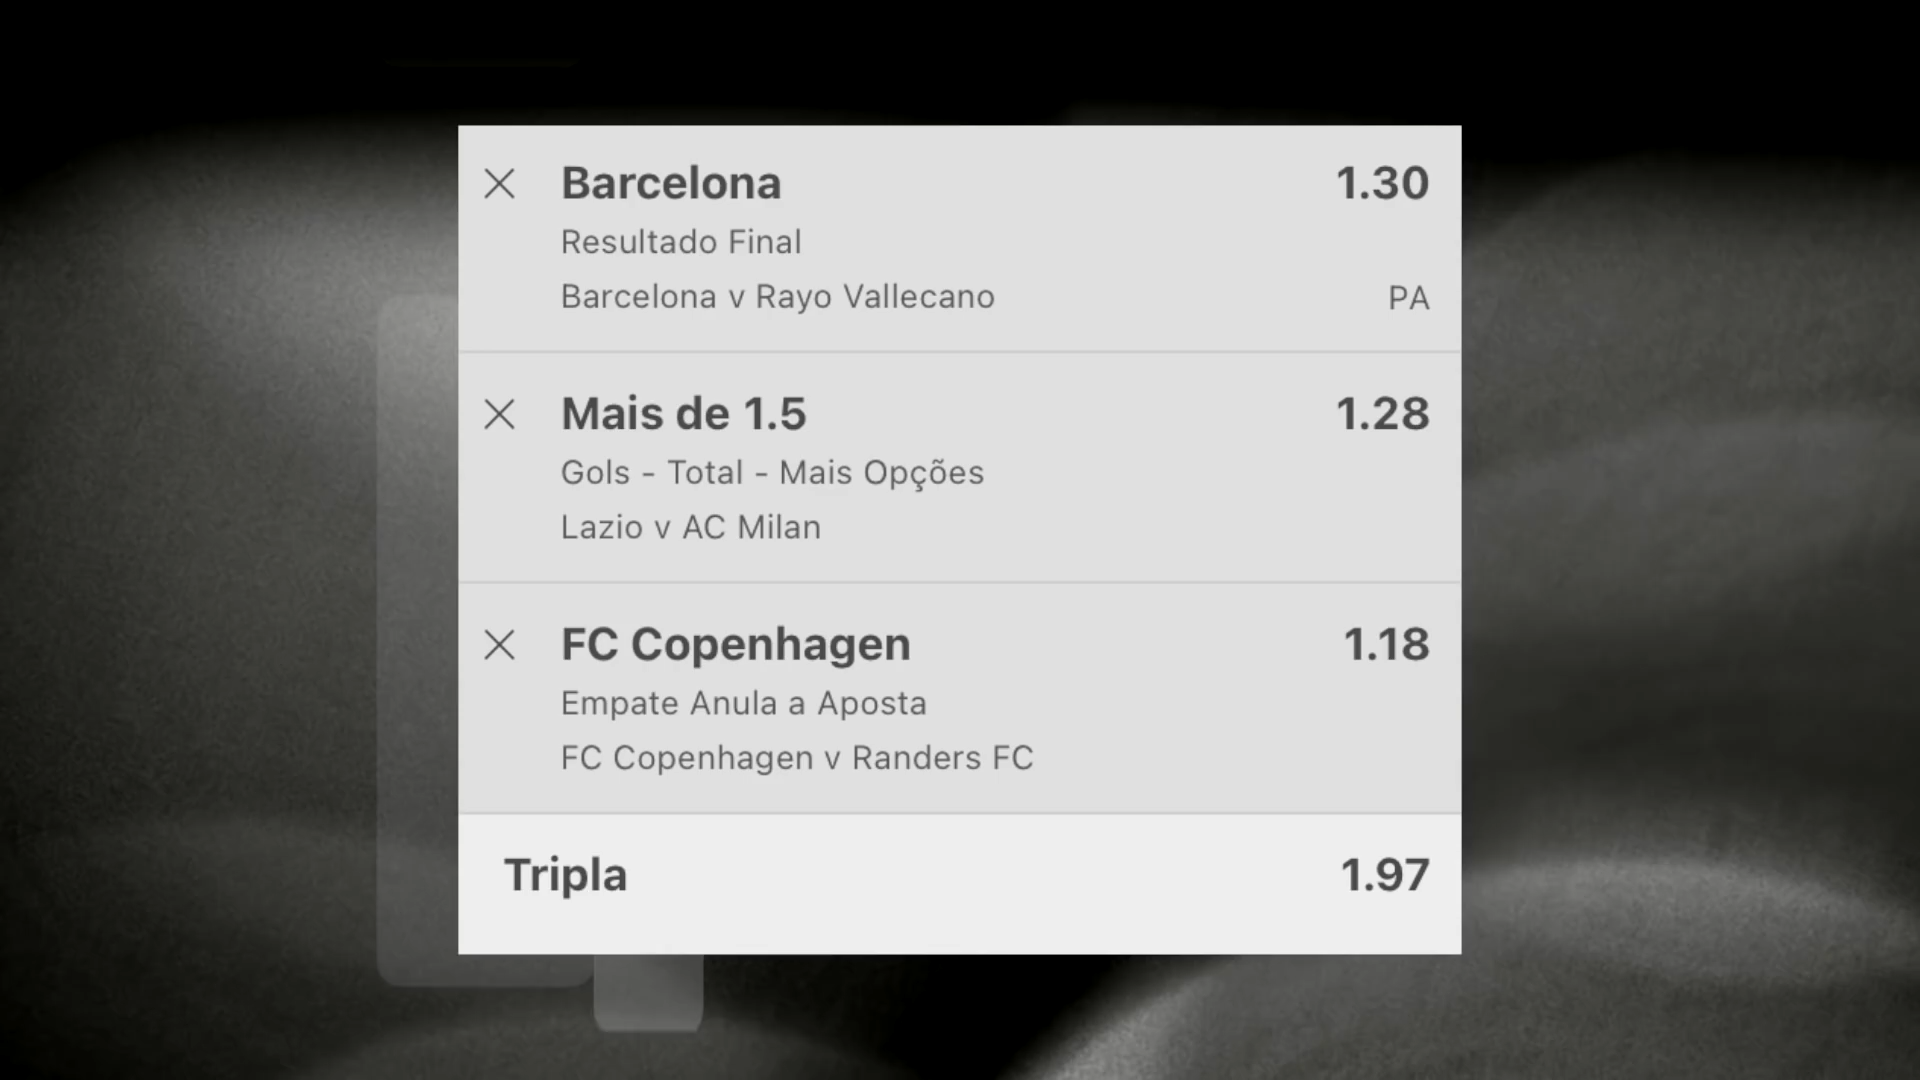 Barcelona 1.30
Resultado Final
Barcelona v Rayo Vallecano PA
Mais de 1.5 1.28
Gols - Total - Mais Opções
Lazio v AC Milan
FC Copenhagen 1.18
Empate Anula a Aposta
FC Copenhagen v Randers FC
Tripla 1.97